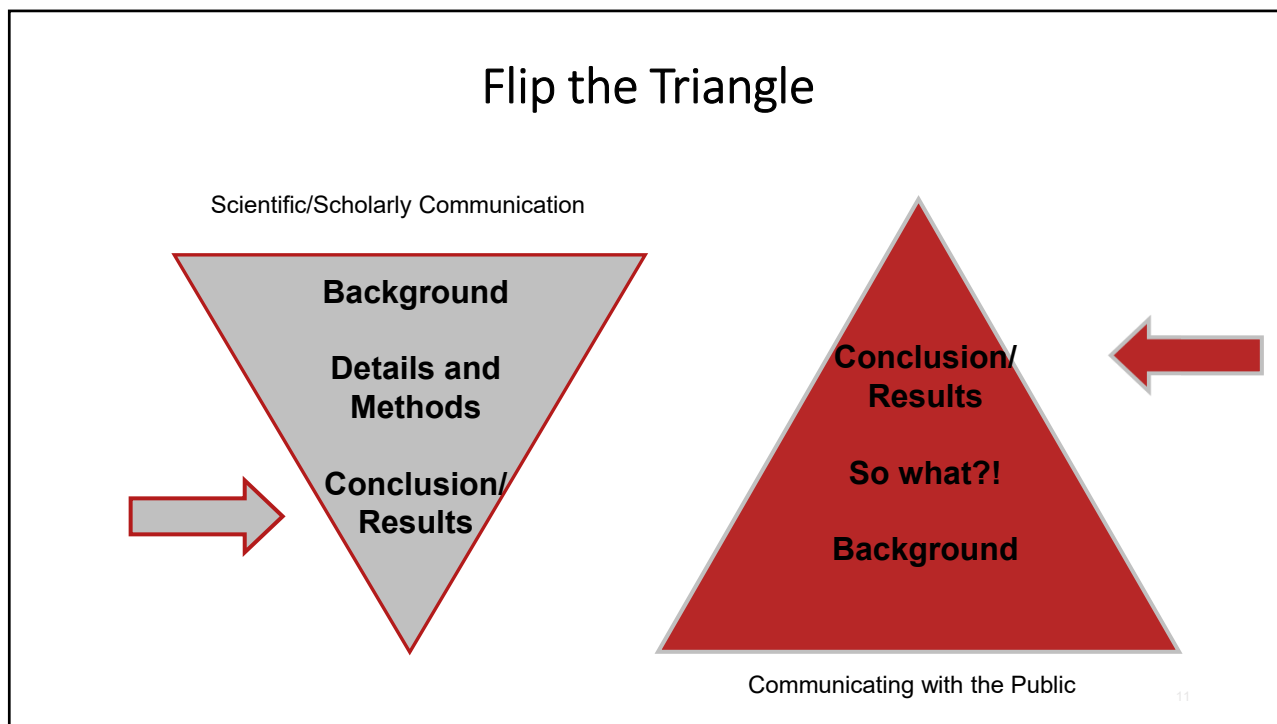 Flip the Triangle
Scientific/Scholarly Communication
Background
Details and
Methods
Conclusion/
Results
Conclusion/
Results
So what?!
Background
Communicating with the Public
11